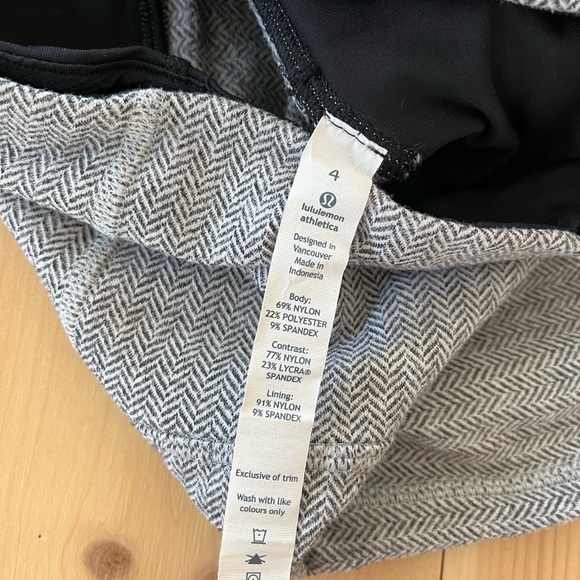 4
lululemon
athletica
Designed in
Vancouver
Made in
Indonesia
Body:
69% NYLON
22% POLYESTER
9% SPANDEX
Contrast:
77% NYLON
23% LYCRA®
SPANDEX
Lining:
91% NYLON
9% SPANDEX
Exclusive of trim
Wash with like
colours only